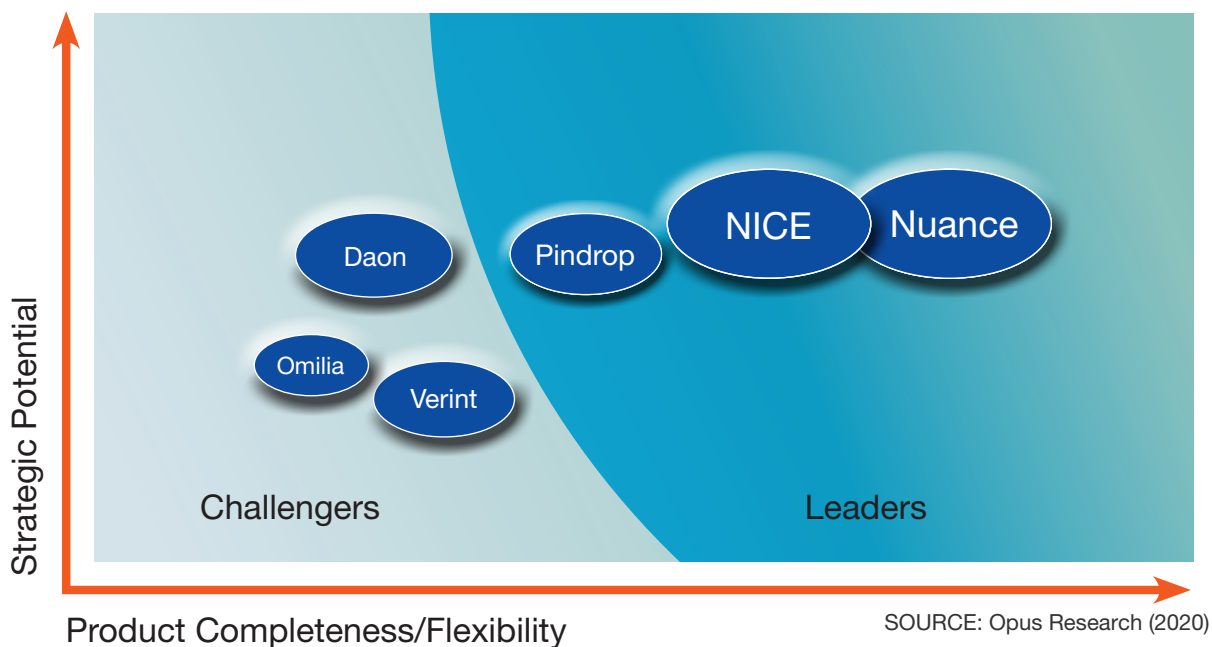 Strategic Potential
NICE
Nuance
Daon
Pindrop
Omilia
Verint
Challengers
Leaders
Product Completeness/Flexibility
SOURCE: Opus Research (2020)